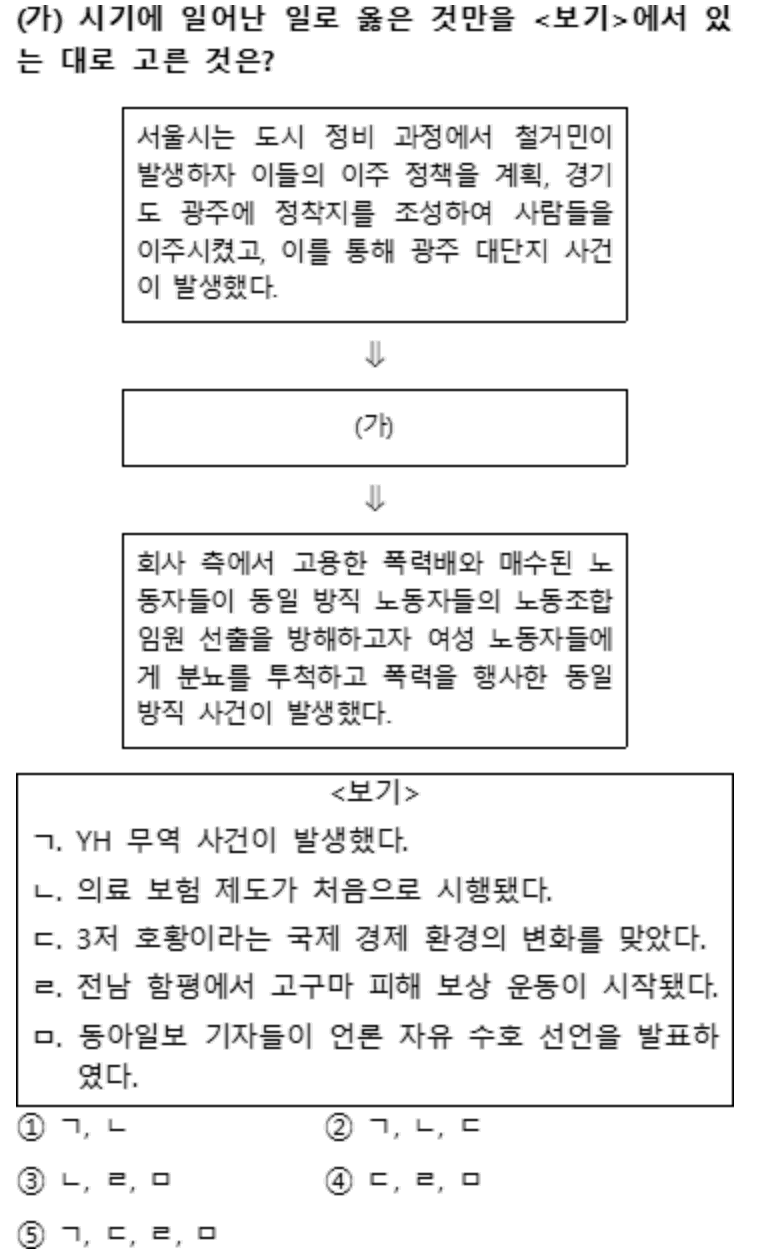 (가) 시기에 일어난 일로 옳은 것만을 <보기>에서 있
는 대로 고른 것은?
서울시는 도시 정비 과정에서 철거민이
발생하자 이들의 이주 정책을 계획, 경기
도 광주에 정착지를 조성하여 사람들을
이주시켰고, 이를 통해 광주 대단지 사건
이 발생했다.
⇓
(가)
⇓
회사 측에서 고용한 폭력배와 매수된 노
동자들이 동일 방직 노동자들의 노동조합
임원 선출을 방해하고자 여성 노동자들에
게 분뇨를 투척하고 폭력을 행사한 동일
방직 사건이 발생했다.
<보기>
ㄱ. YH 무역 사건이 발생했다.
ㄴ. 의료 보험 제도가 처음으로 시행됐다.
ㄷ. 3저 호황이라는 국제 경제 환경의 변화를 맞았다.
ㄹ. 전남 함평에서 고구마 피해 보상 운동이 시작됐다.
ㅁ. 동아일보 기자들이 언론 자유 수호 선언을 발표하
였다.
① ㄱ, ㄴ ② ㄱ, ㄴ, ㄷ
③ ㄴ, ㄹ, ㅁ ④ ㄷ, ㄹ, ㅁ
⑤ ㄱ, ㄷ, ㄹ, ㅁ